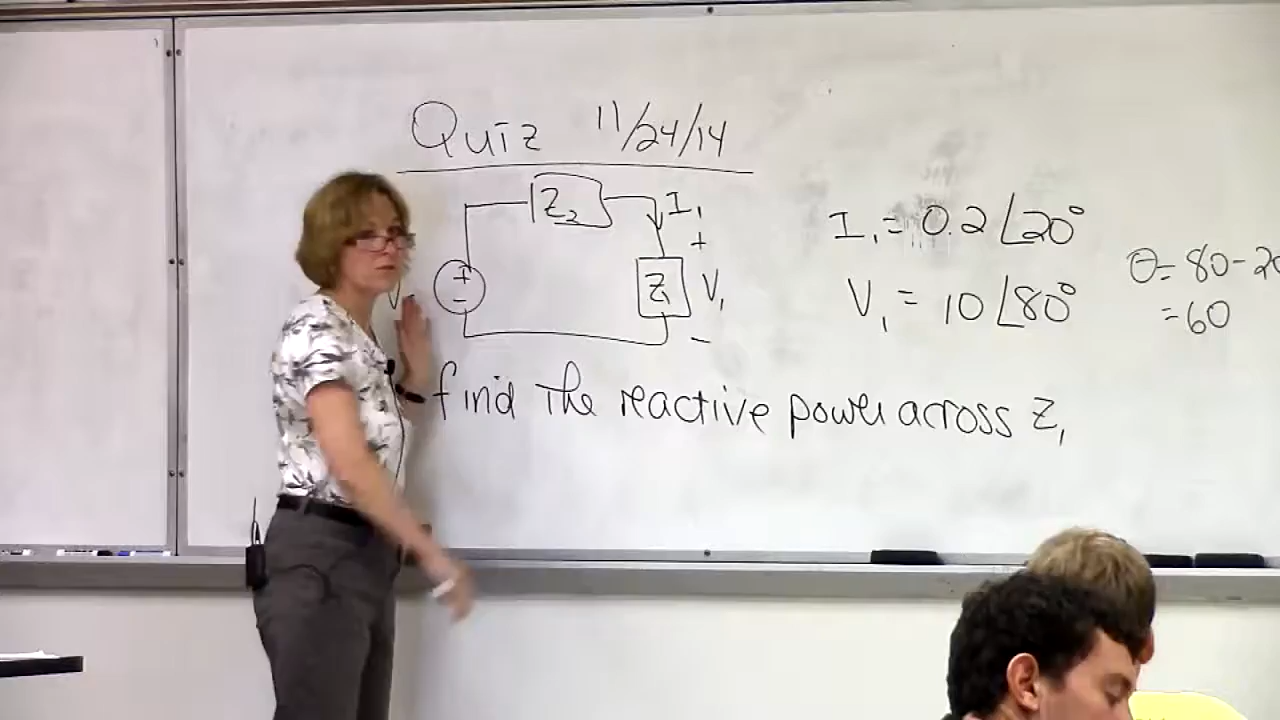 Quiz 11/24/14
Z2 I1
+ + 
I1 = 0.2∠20°
V - Z1 V1
V1 = 10∠80°
-
θ = 80-20
= 60
find the reactive power across Z1